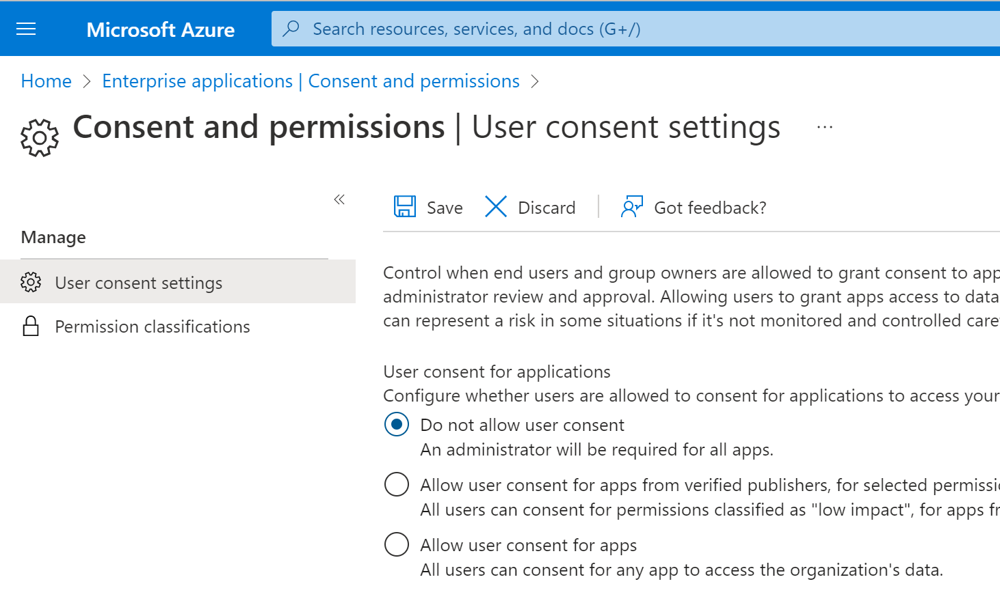 Microsoft Azure
Search resources, services, and docs (G+/)
Home > Enterprise applications | Consent and permissions >
Consent and permissions | User consent settings ...
«
Save Discard | Got feedback?
Manage
User consent settings
Permission classifications
Control when end users and group owners are allowed to grant consent to app
administrator review and approval. Allowing users to grant apps access to data
can represent a risk in some situations if it's not monitored and controlled care
User consent for applications
Configure whether users are allowed to consent for applications to access your
Do not allow user consent
An administrator will be required for all apps.
Allow user consent for apps from verified publishers, for selected permissi
All users can consent for permissions classified as "low impact", for apps fr
Allow user consent for apps
All users can consent for any app to access the organization's data.